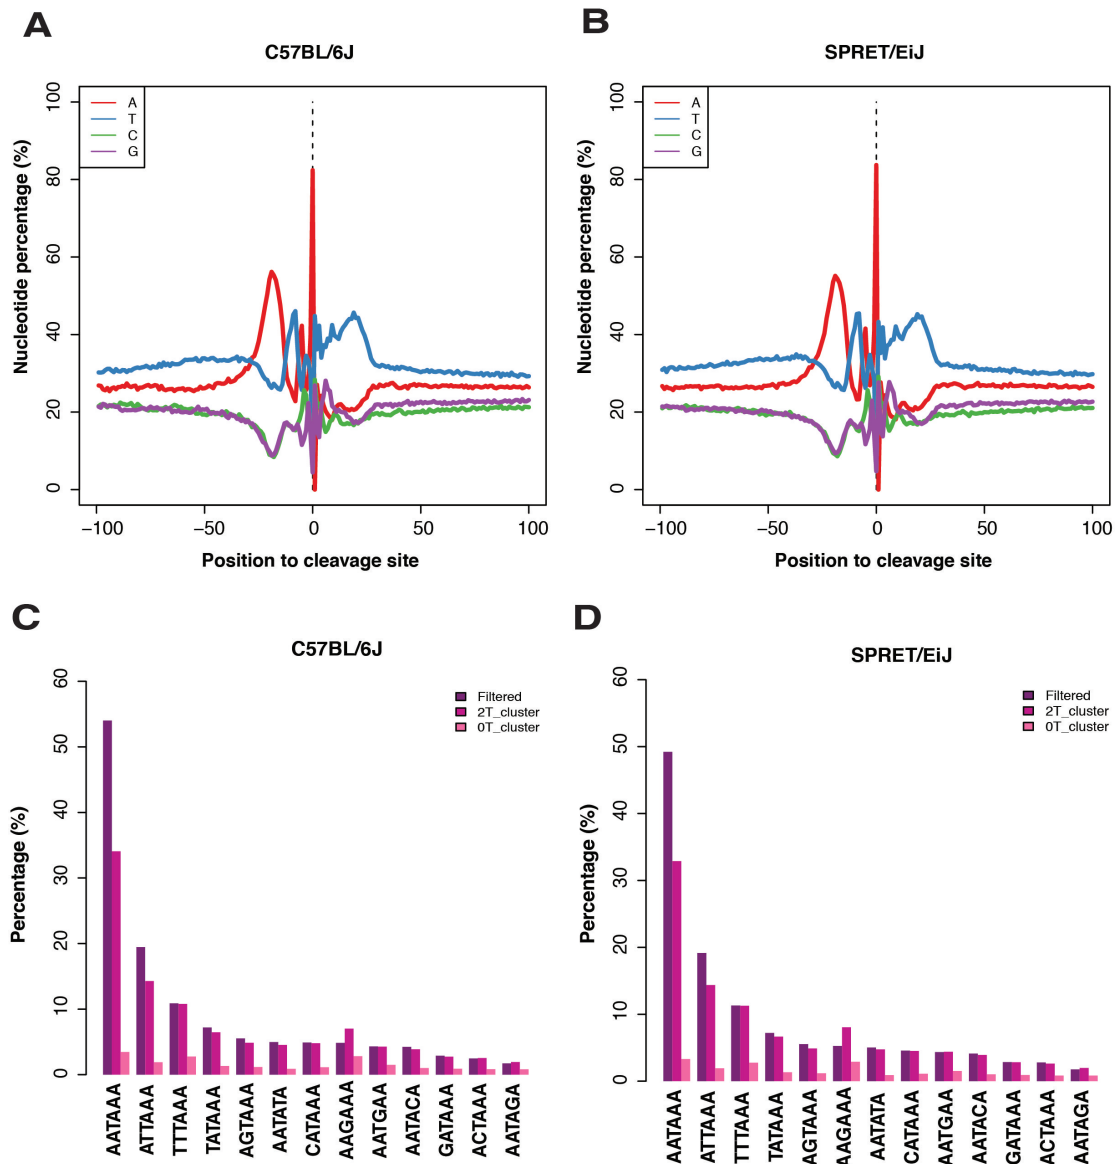 A
C57BL/6J
Nucleotide percentage (%)
100
80
60
40
20
0
A
T
C
G
−100
−50
0
50
100
Position to cleavage site
B
SPRET/EiJ
Nucleotide percentage (%)
100
80
60
40
20
0
A
T
C
G
−100
−50
0
50
100
Position to cleavage site
C
C57BL/6J
Percentage (%)
60
50
40
30
20
10
0
Filtered
2T_cluster
0T_cluster
AATAAA
ATTAAA
TTTAAA
TATAAA
AGTAAA
AATATA
CATAAA
AAGAAA
AATGAA
AATACA
GATAAA
ACTAAA
AATAGA
D
SPRET/EiJ
Percentage (%)
60
50
40
30
20
10
0
Filtered
2T_cluster
0T_cluster
AATAAA
ATTAAA
TTTAAA
TATAAA
AGTAAA
AAGAAA
AATATA
CATAAA
AATGAA
AATACA
GATAAA
ACTAAA
AATAGA